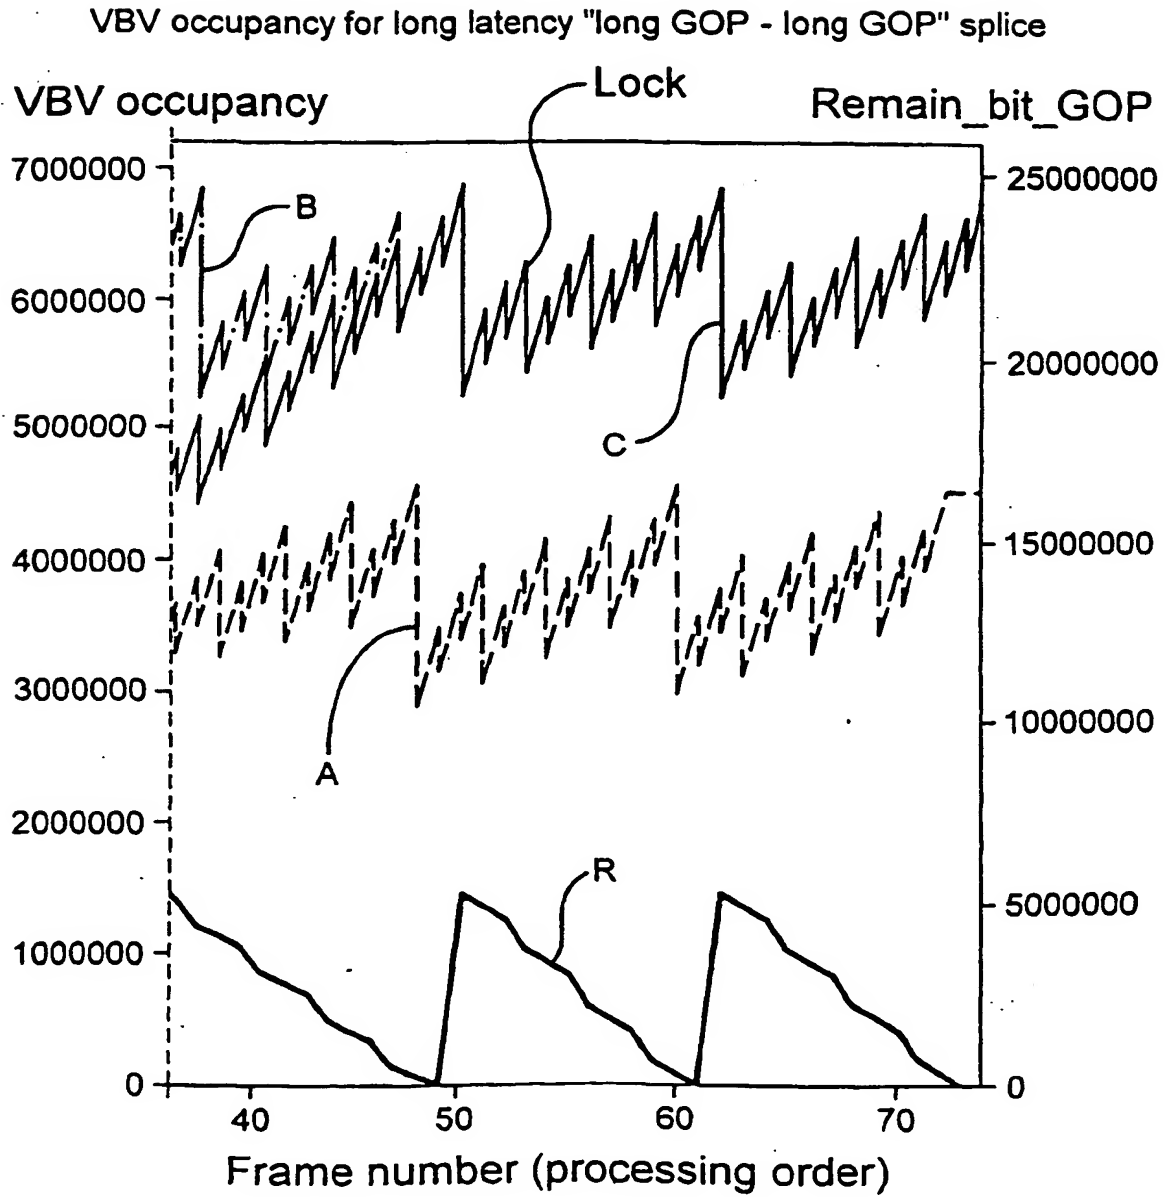 VBV occupancy for long latency "long GOP - long GOP" splice
Lock
VBV occupancy
Remain_bit_GOP
7000000
25000000
B
6000000
20000000
5000000
C
4000000
15000000
3000000
10000000
A
2000000
R
5000000
1000000
0
0
40
50
60
70
Frame number (processing order)